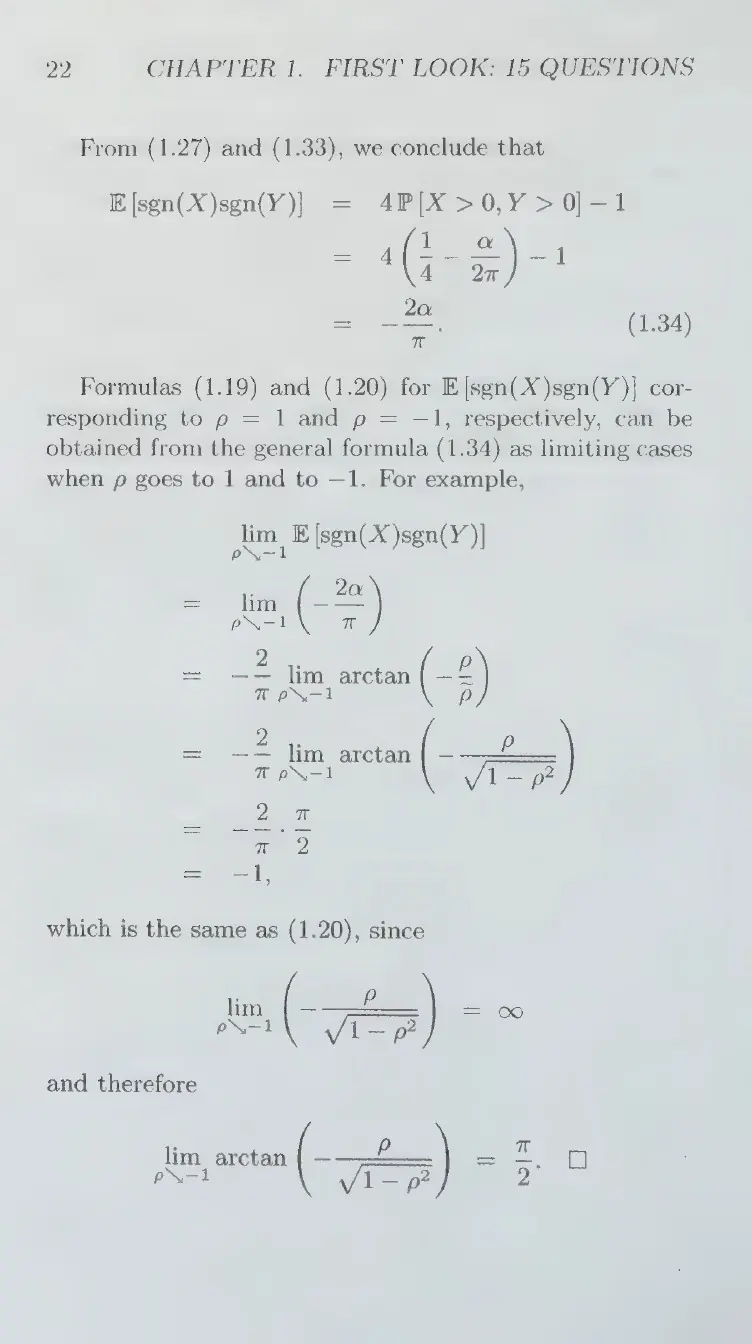 22 CHAPTER 1. FIRST LOOK: 15 QUESTIONS
From (1.27) and (1.33), we conclude that
𝔼 [sgn(X)sgn(Y)] = 4 ℙ [X > 0, Y > 0] − 1
= 4 (1/4 − α/2π) − 1
= −2α/π. (1.34)
Formulas (1.19) and (1.20) for 𝔼 [sgn(X)sgn(Y)] cor-
responding to ρ = 1 and ρ = −1, respectively, can be
obtained from the general formula (1.34) as limiting cases
when ρ goes to 1 and to −1. For example,
lim ρ↘−1 𝔼 [sgn(X)sgn(Y)]
= lim ρ↘−1 (−2α/π)
= −2/π lim ρ↘−1 arctan (−ρ/ρ̃)
= −2/π lim ρ↘−1 arctan (−ρ/√(1 − ρ²))
= −2/π · π/2
= −1,
which is the same as (1.20), since
lim ρ↘−1 (−ρ/√(1 − ρ²)) = ∞
and therefore
lim ρ↘−1 arctan (−ρ/√(1 − ρ²)) = π/2. □